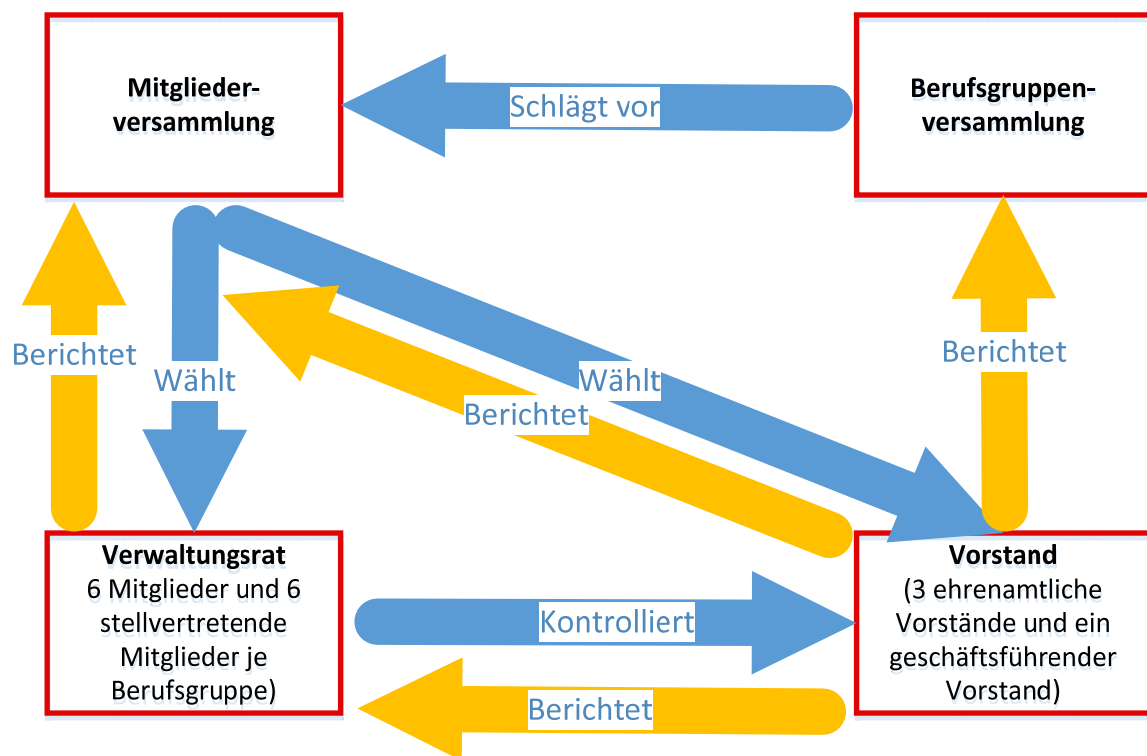 Mitglieder-
versammlung
Schlägt vor
Berufsgruppen-
versammlung
Berichtet
Wählt
Wählt
Berichtet
Berichtet
Verwaltungsrat
6 Mitglieder und 6
stellvertretende
Mitglieder je
Berufsgruppe)
Kontrolliert
Berichtet
Vorstand
(3 ehrenamtliche
Vorstände und ein
geschäftsführender
Vorstand)